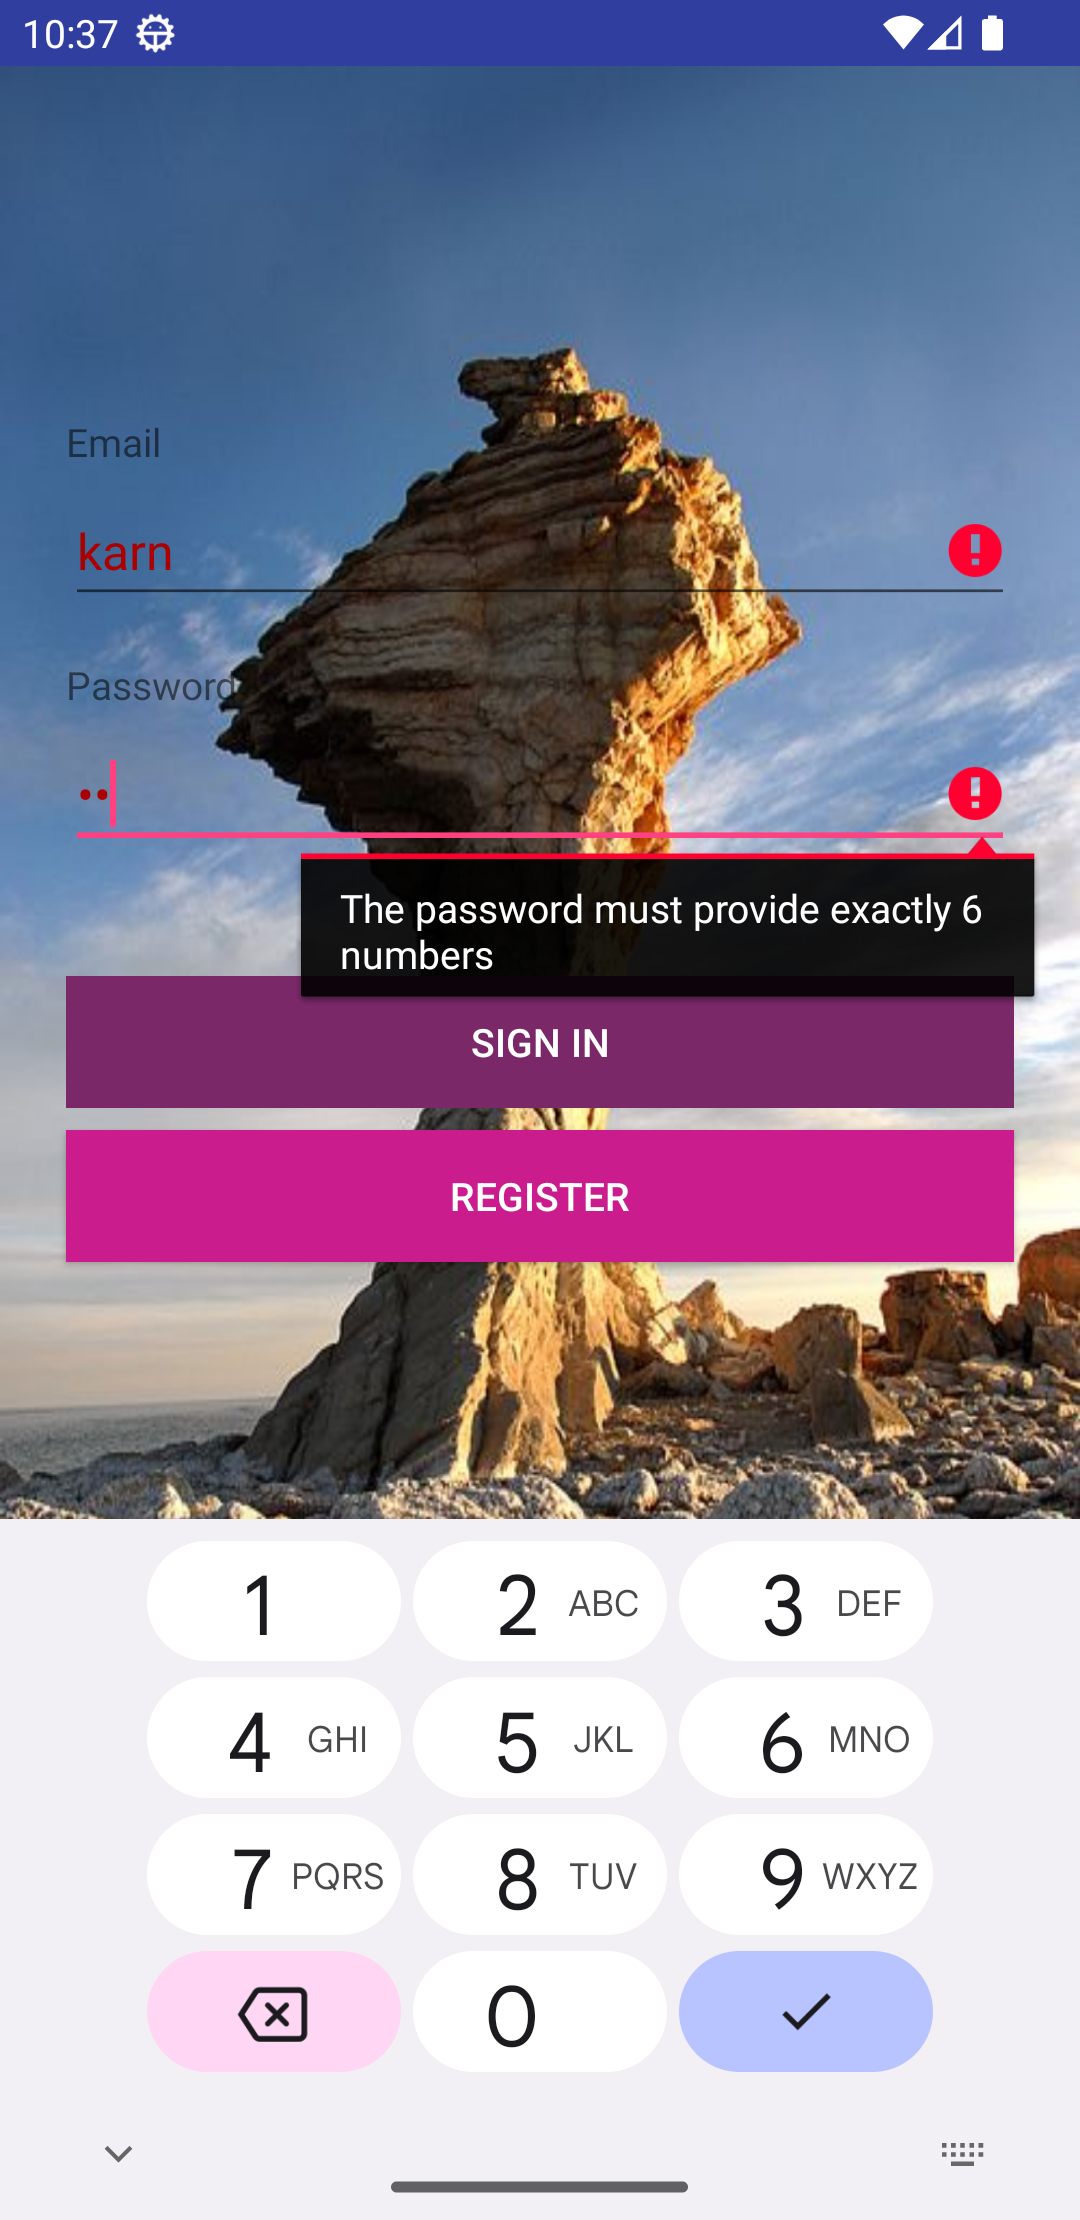 10:37
Email
karn
Password
••
The password must provide exactly 6
numbers
SIGN IN
REGISTER
1
2 ABC
3 DEF
4 GHI
5 JKL
6 MNO
7 PQRS
8 TUV
9 WXYZ
0